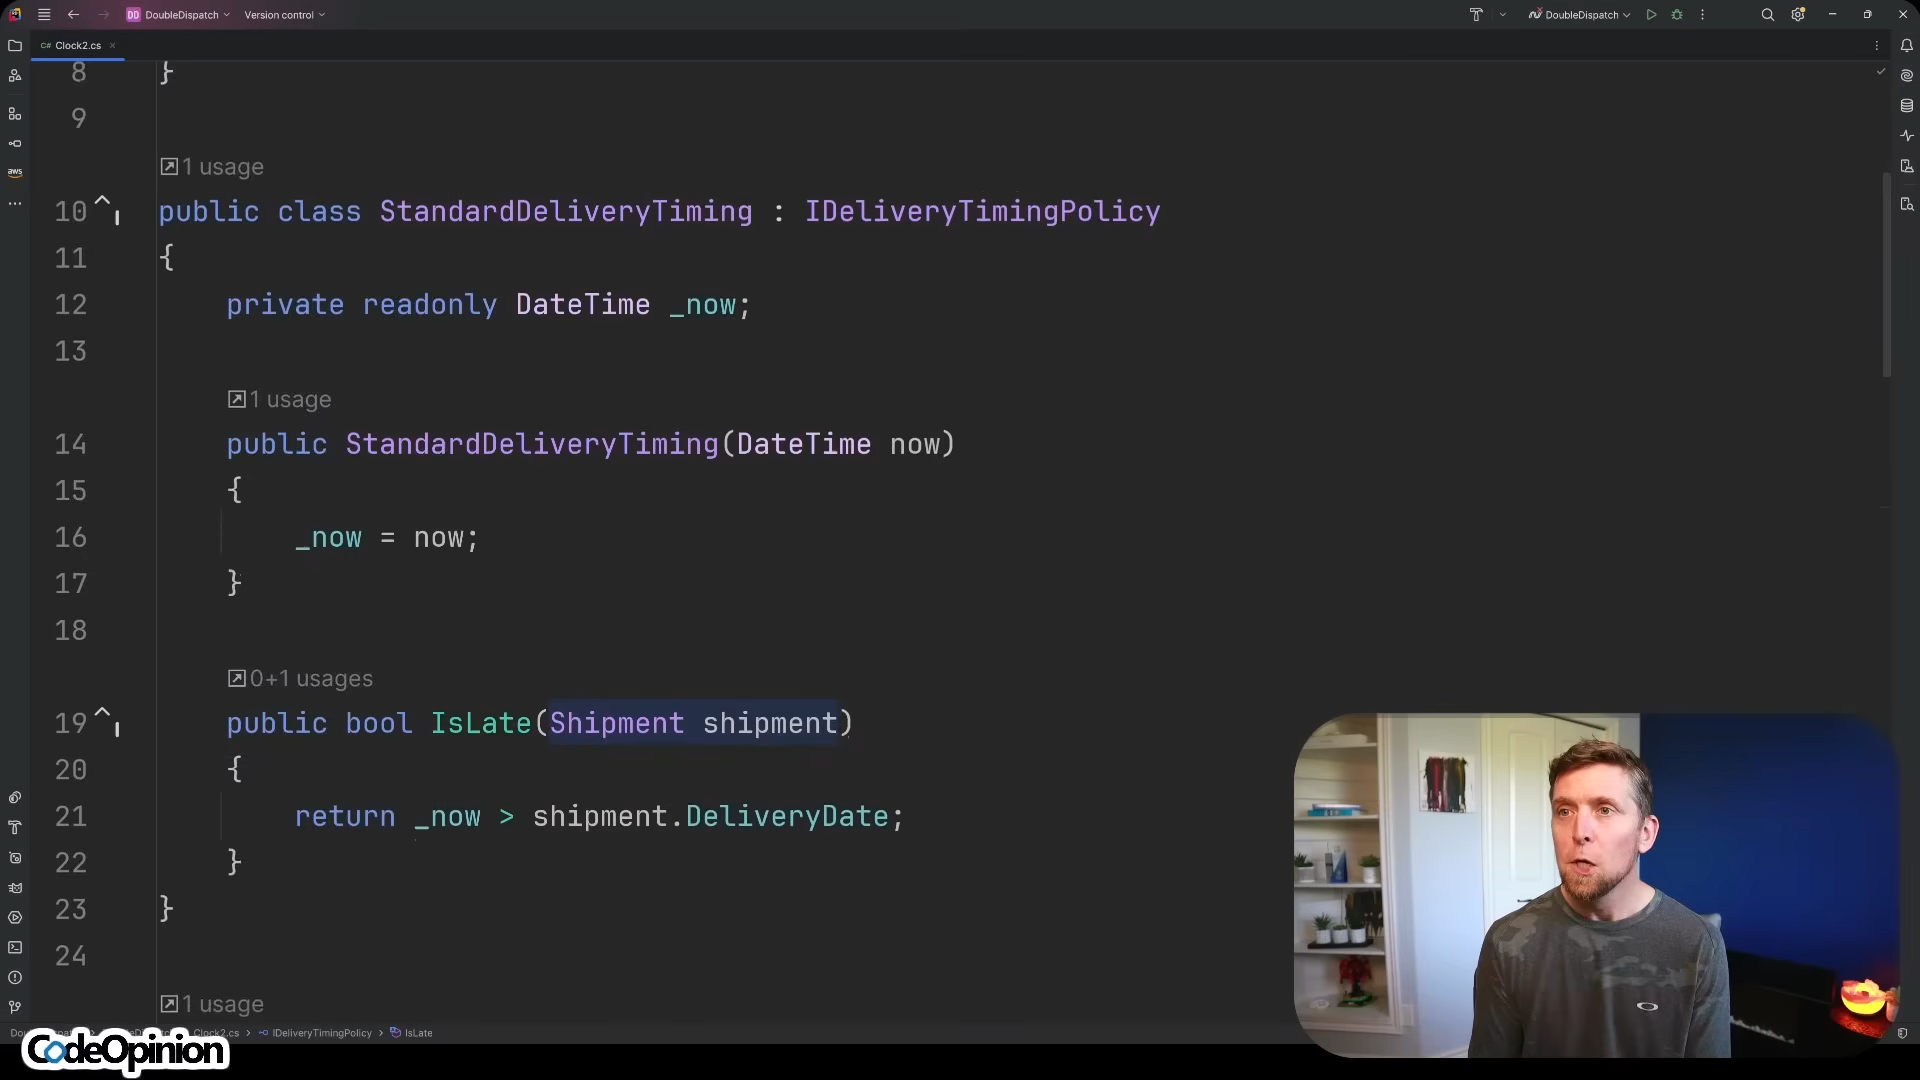 DD DoubleDispatch Version control DoubleDispatch
C# Clock2.cs
8 }
9
1 usage
10 public class StandardDeliveryTiming : IDeliveryTimingPolicy
11 {
12 private readonly DateTime _now;
13
1 usage
14 public StandardDeliveryTiming(DateTime now)
15 {
16 _now = now;
17 }
18
0+1 usages
19 public bool IsLate(Shipment shipment)
20 {
21 return _now > shipment.DeliveryDate;
22 }
23 }
24
1 usage
aws
Clock2.cs > IDeliveryTimingPolicy > IsLate
CodeOpinion